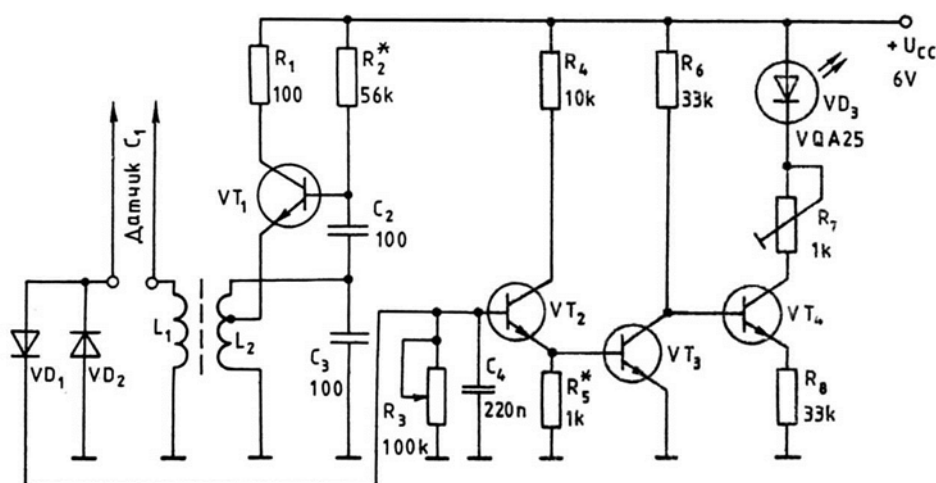 R1
100
R2*
56k
R4
10k
R6
33k
+ UCC
6V
VD3
VQA25
Датчик C1
VT1
C2
100
R7
1k
L1
L2
C3
100
VT2
VT3
VT4
VD1
VD2
R3
100k
C4
220n
R5*
1k
R8
33k